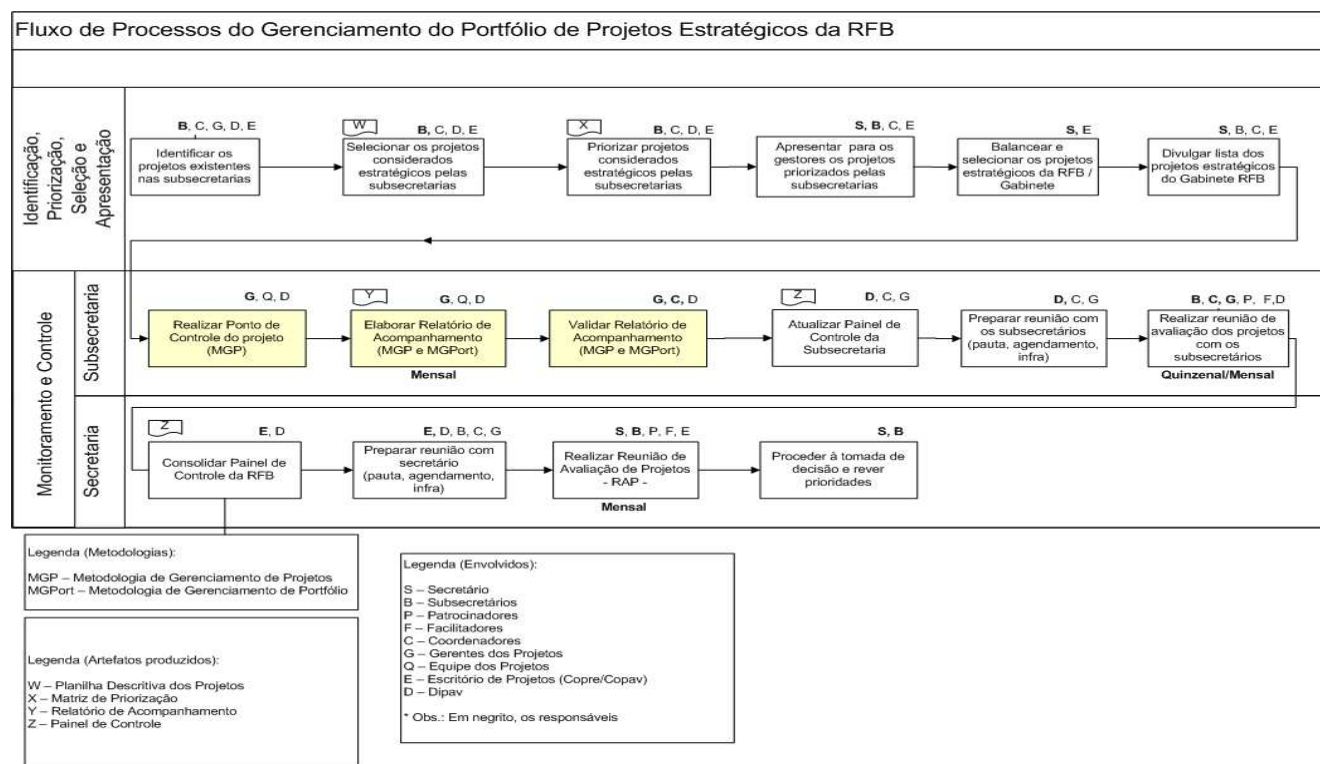 Fluxo de Processos do Gerenciamento do Portfólio de Projetos Estratégicos da RFB
Identificação,
Priorização,
Seleção e
Apresentação
B, C, G, D, E
Identificar os
projetos existentes
nas subsecretarias
W
B, C, D, E
Selecionar os projetos
considerados
estratégicos pelas
subsecretarias
X
B, C, D, E
Priorizar projetos
considerados
estratégicos pelas
subsecretarias
S, B, C, E
Apresentar para os
gestores os projetos
priorizados pelas
subsecretarias
S, E
Balancear e
selecionar os projetos
estratégicos da RFB /
Gabinete
S, B, C, E
Divulgar lista dos
projetos estratégicos
do Gabinete RFB
Monitoramento e Controle
Subsecretaria
G, Q, D
Realizar Ponto de
Controle do projeto
(MGP)
Y
G, Q, D
Elaborar Relatório de
Acompanhamento
(MGP e MGPort)
Mensal
G, C, D
Validar Relatório de
Acompanhamento
(MGP e MGPort)
Z
D, C, G
Atualizar Painel de
Controle da
Subsecretaria
D, C, G
Preparar reunião com
os subsecretários
(pauta, agendamento,
infra)
B, C, G, P, F,D
Realizar reunião de
avaliação dos projetos
com os
subsecretários
Quinzenal/Mensal
Secretaria
Z
E, D
Consolidar Painel de
Controle da RFB
E, D, B, C, G
Preparar reunião com
secretário
(pauta, agendamento,
infra)
S, B, P, F, E
Realizar Reunião de
Avaliação de Projetos
- RAP -
Mensal
S, B
Proceder à tomada de
decisão e rever
prioridades
Legenda (Metodologias):
MGP – Metodologia de Gerenciamento de Projetos
MGPort – Metodologia de Gerenciamento de Portfólio
Legenda (Artefatos produzidos):
W – Planilha Descritiva dos Projetos
X – Matriz de Priorização
Y – Relatório de Acompanhamento
Z – Painel de Controle
Legenda (Envolvidos):
S – Secretário
B – Subsecretários
P – Patrocinadores
F – Facilitadores
C – Coordenadores
G – Gerentes dos Projetos
Q – Equipe dos Projetos
E – Escritório de Projetos (Copre/Copav)
D – Dipav
* Obs.: Em negrito, os responsáveis